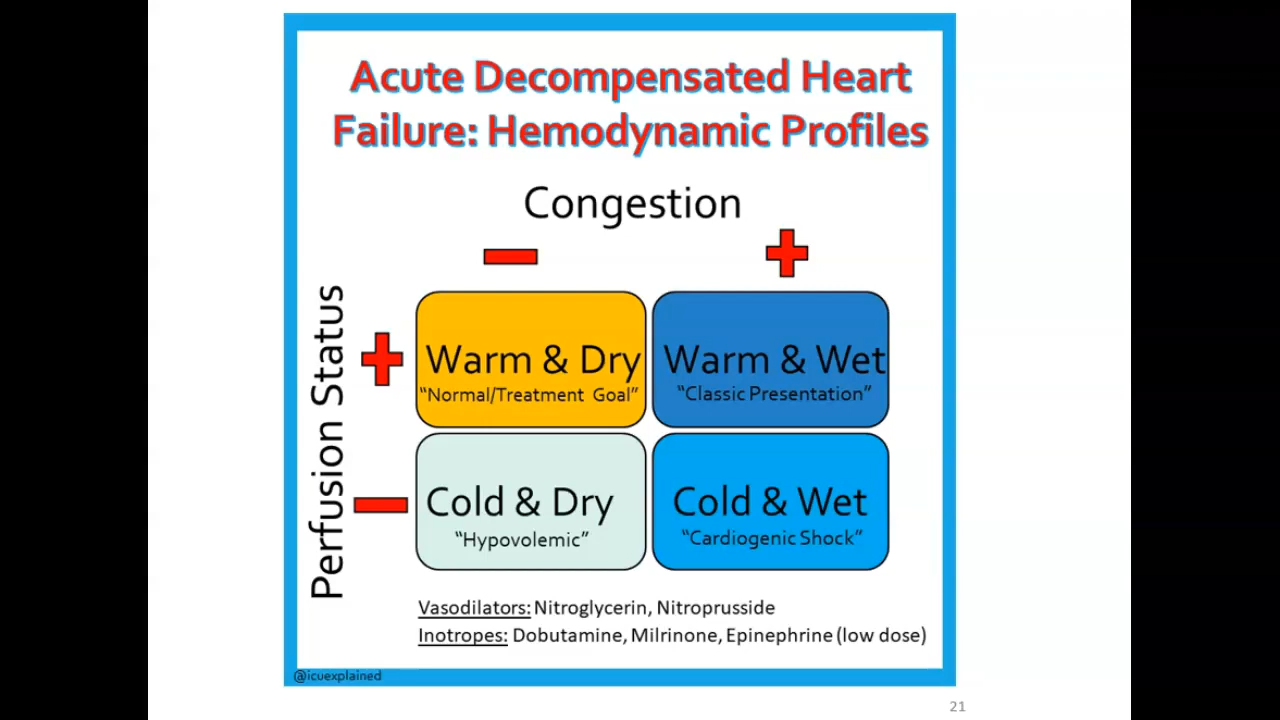 Acute Decompensated Heart
Failure: Hemodynamic Profiles
Congestion
Perfusion Status
Warm & Dry
“Normal/Treatment Goal”
Warm & Wet
“Classic Presentation”
Cold & Dry
“Hypovolemic”
Cold & Wet
“Cardiogenic Shock”
Vasodilators: Nitroglycerin, Nitroprusside
Inotropes: Dobutamine, Milrinone, Epinephrine (low dose)
@icuexplained
21